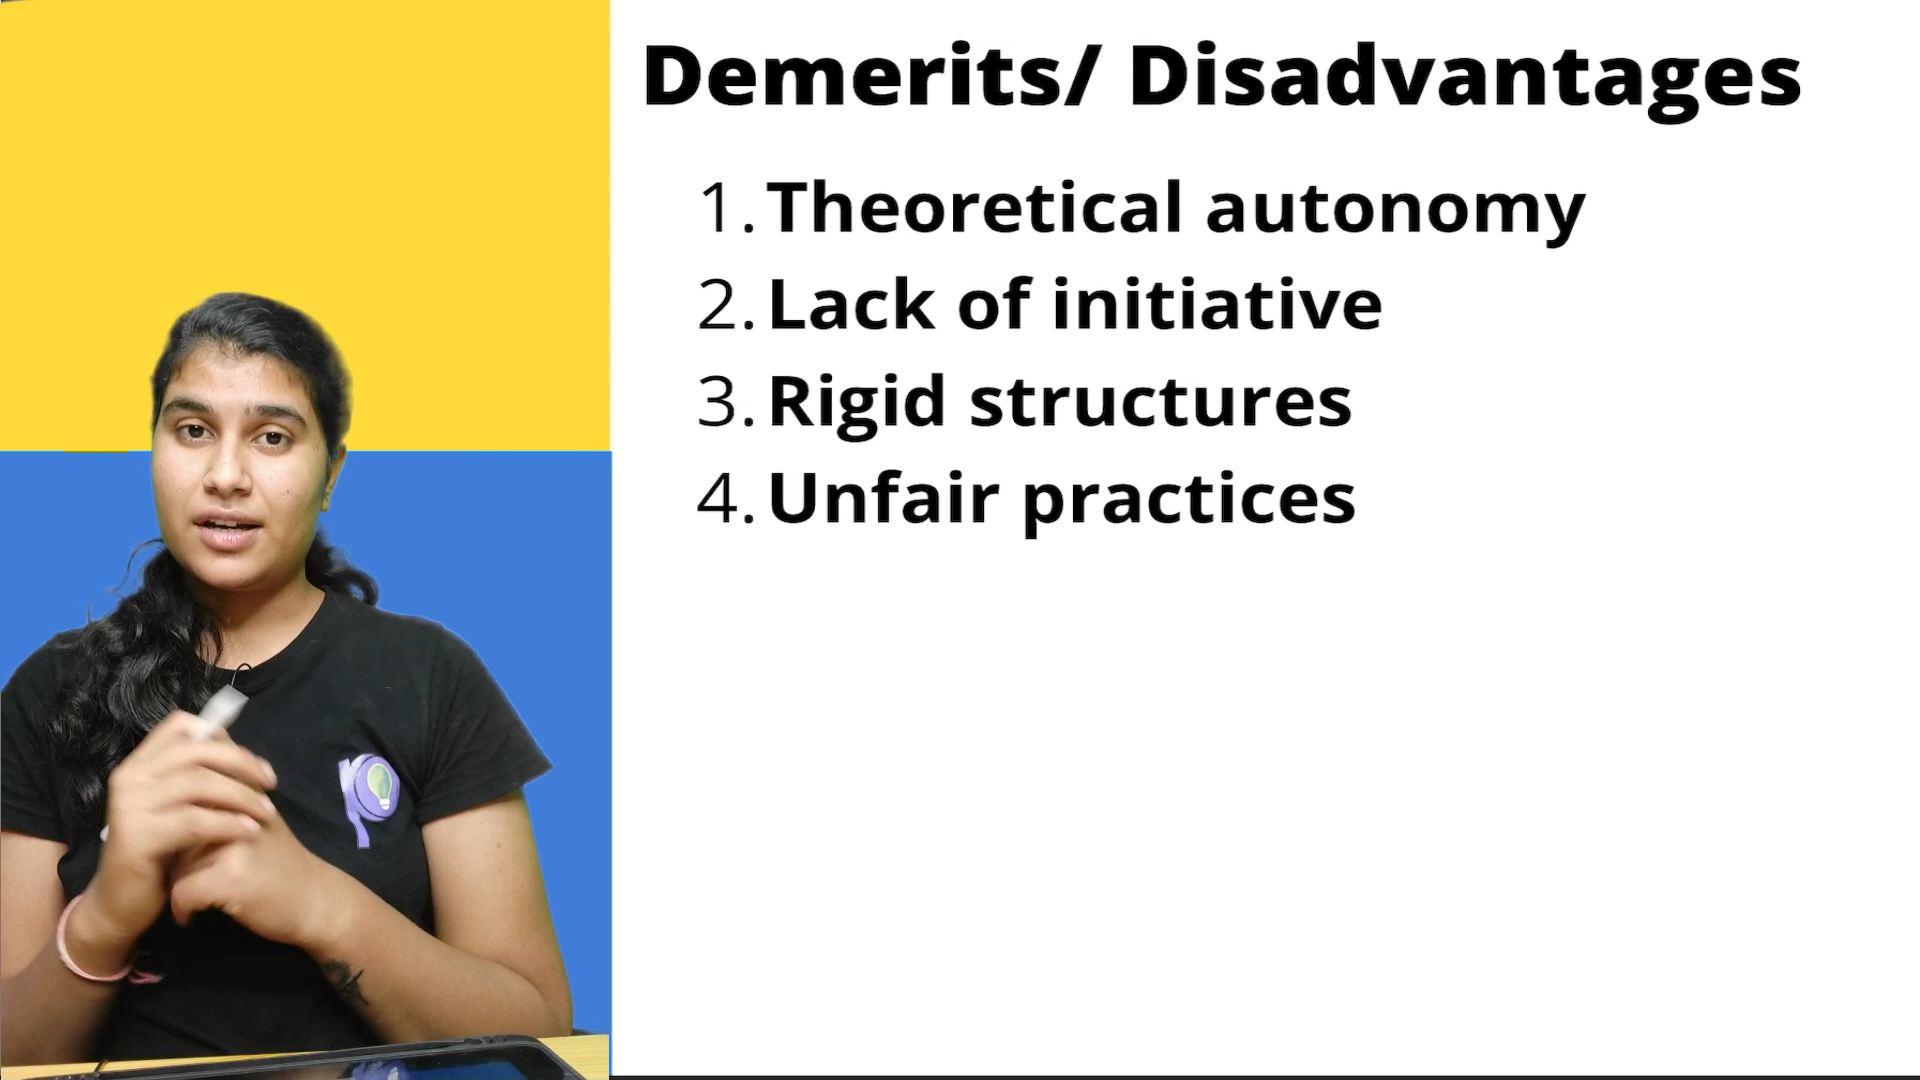 Demerits/ Disadvantages
1. Theoretical autonomy
2. Lack of initiative
3. Rigid structures
4. Unfair practices